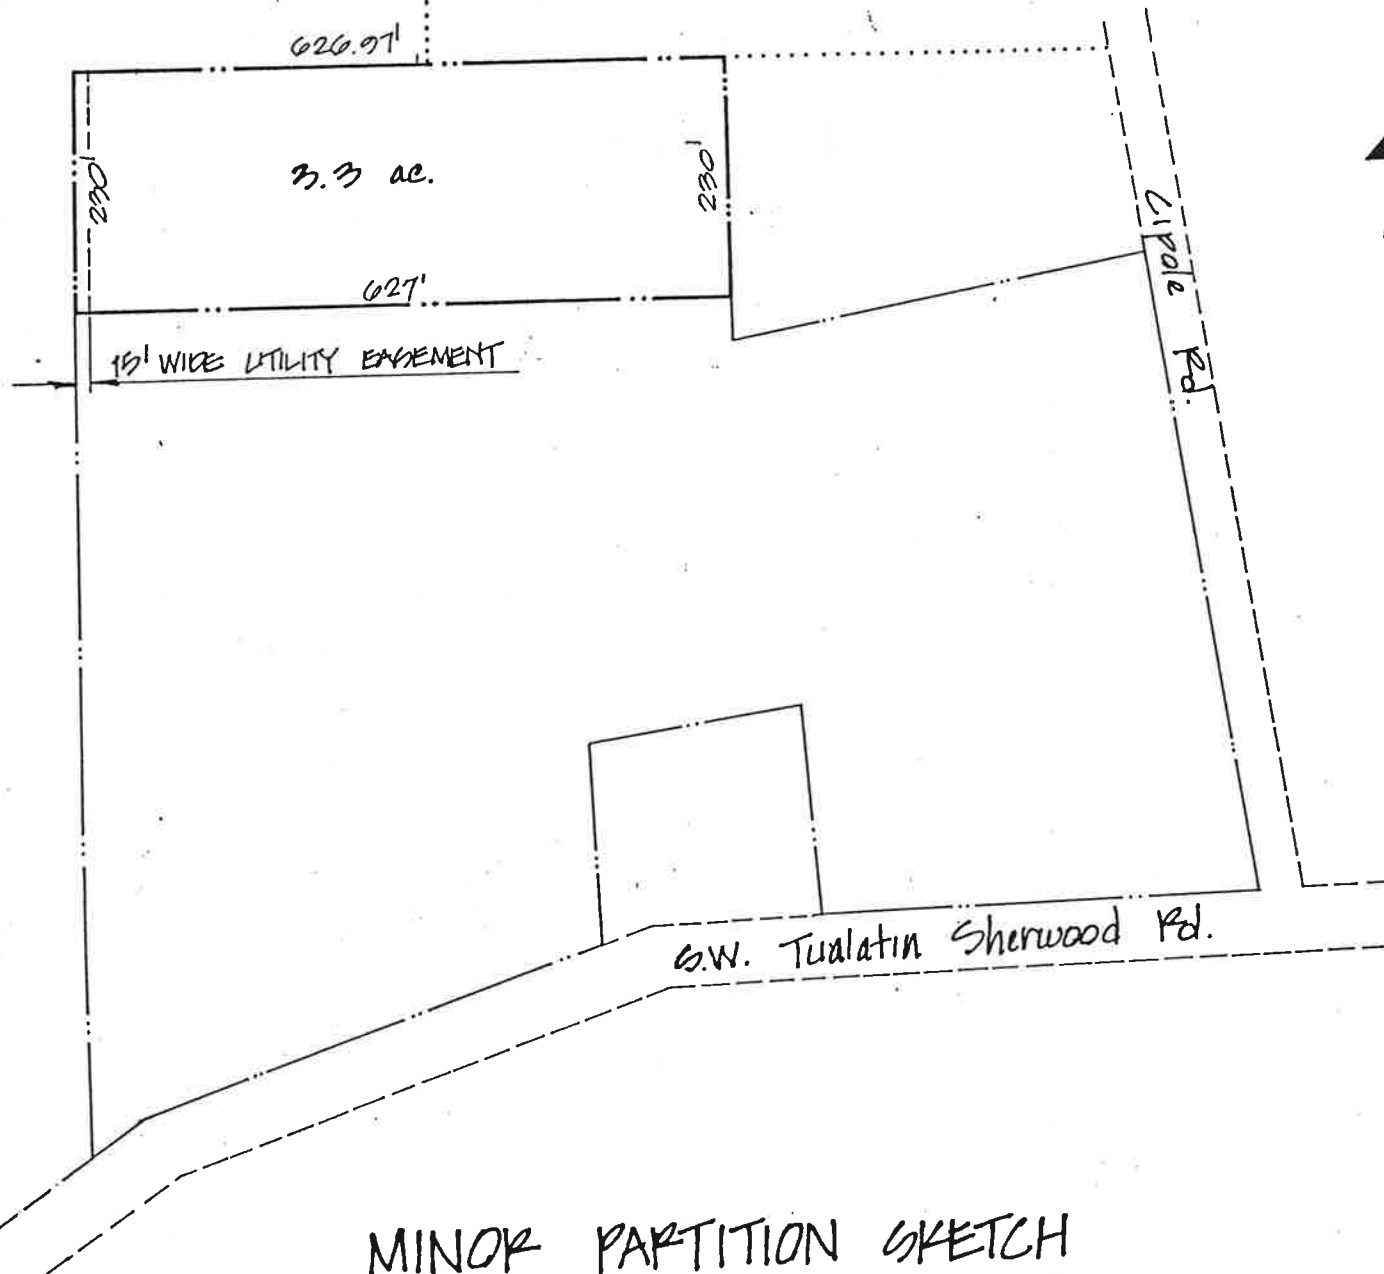 626.97'
3.3 ac.
230'
230'
627'
15' WIDE UTILITY EASEMENT
Cipole Rd.
S.W. Tualatin Sherwood Rd.
MINOR PARTITION SKETCH